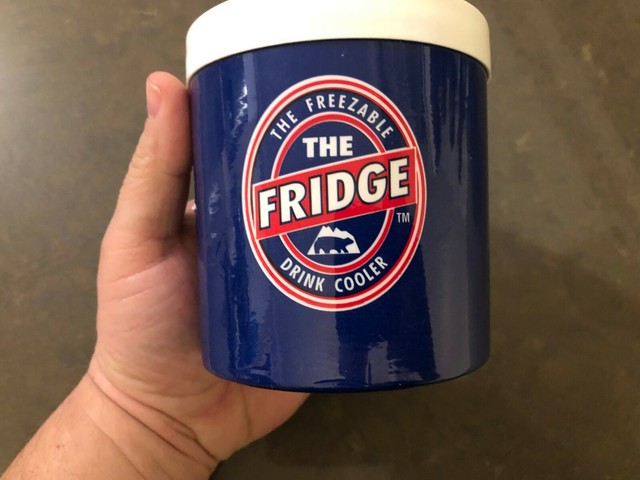 THE FREEZABLE
THE
FRIDGE
TM
DRINK COOLER